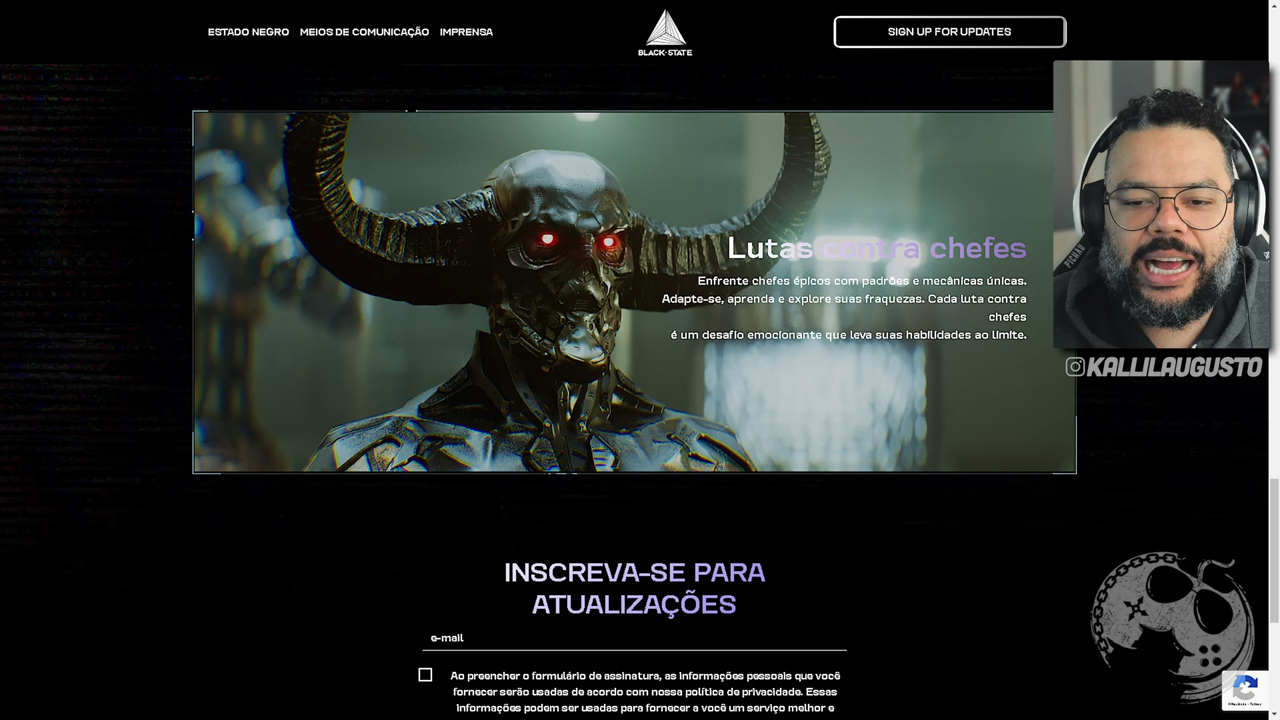 ESTADO NEGRO MEIOS DE COMUNICAÇÃO IMPRENSA
BLACK-STATE
SIGN UP FOR UPDATES
Lutas contra chefes
Enfrente chefes épicos com padrões e mecânicas únicas.
Adapte-se, aprenda e explore suas fraquezas. Cada luta contra
chefes
é um desafio emocionante que leva suas habilidades ao limite.
PICHAU
KALLILAUGUSTO
INSCREVA-SE PARA
ATUALIZAÇÕES
e-mail
Ao preencher o formulário de assinatura, as informações pessoais que você
fornecer serão usadas de acordo com nossa política de privacidade. Essas
informações podem ser usadas para fornecer a você um serviço melhor e